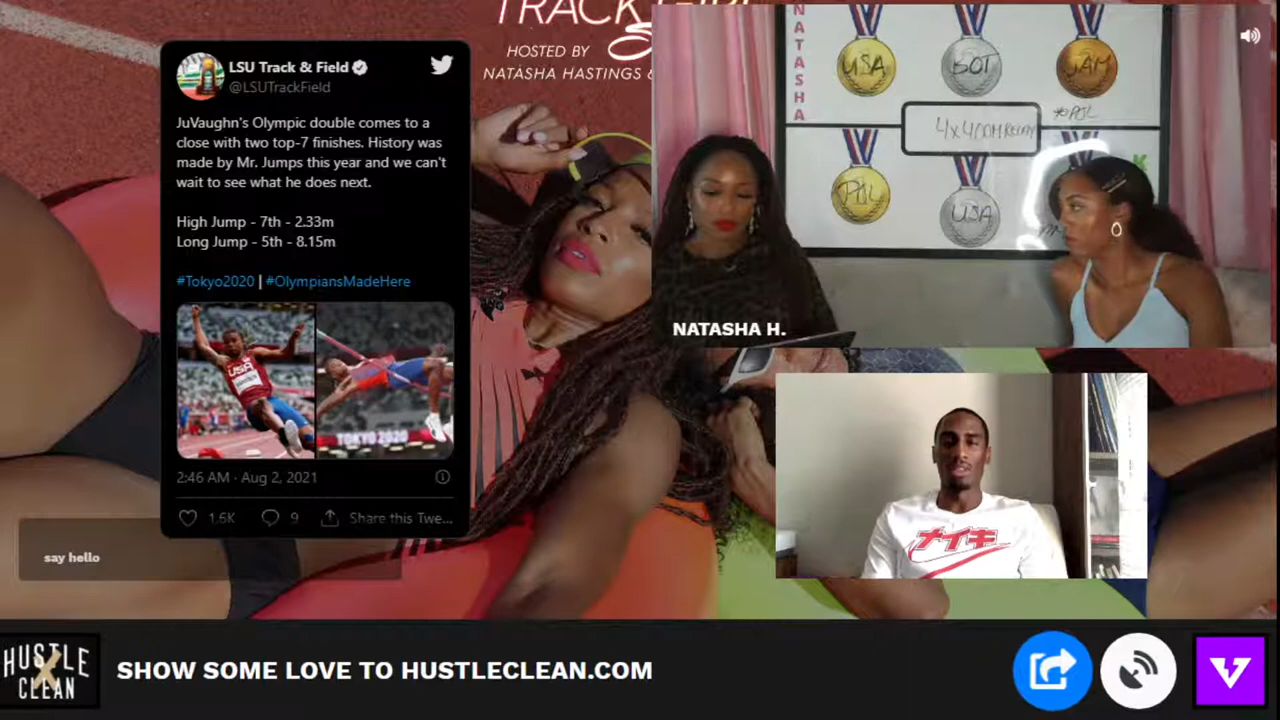 TRACK GIRL
HOSTED BY
NATASHA HASTINGS &
LSU Track & Field
@LSUTrackField
JuVaughn's Olympic double comes to a
close with two top-7 finishes. History was
made by Mr. Jumps this year and we can't
wait to see what he does next.
High Jump - 7th - 2.33m
Long Jump - 5th - 8.15m
#Tokyo2020 | #OlympiansMadeHere
USA
TOKYO 2020
2:46 AM · Aug 2, 2021
1.6K
9
Share this Twe...
say hello
NATASHA
USA
BOT
JAM
4x400M RELAY
POL
USA
K
NATASHA H.
ナイキ
HUSTLE
X
CLEAN
SHOW SOME LOVE TO HUSTLECLEAN.COM